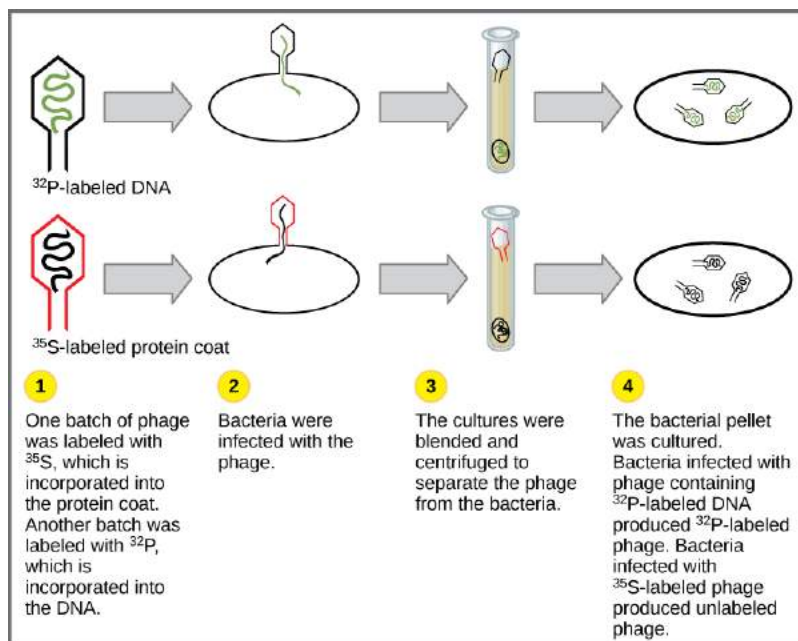 ³²P-labeled DNA
³⁵S-labeled protein coat
1
One batch of phage
was labeled with
³⁵S, which is
incorporated into
the protein coat.
Another batch was
labeled with ³²P,
which is
incorporated into
the DNA.
2
Bacteria were
infected with the
phage.
3
The cultures were
blended and
centrifuged to
separate the phage
from the bacteria.
4
The bacterial pellet
was cultured.
Bacteria infected with
phage containing
³²P-labeled DNA
produced ³²P-labeled
phage. Bacteria
infected with
³⁵S-labeled phage
produced unlabeled
phage.